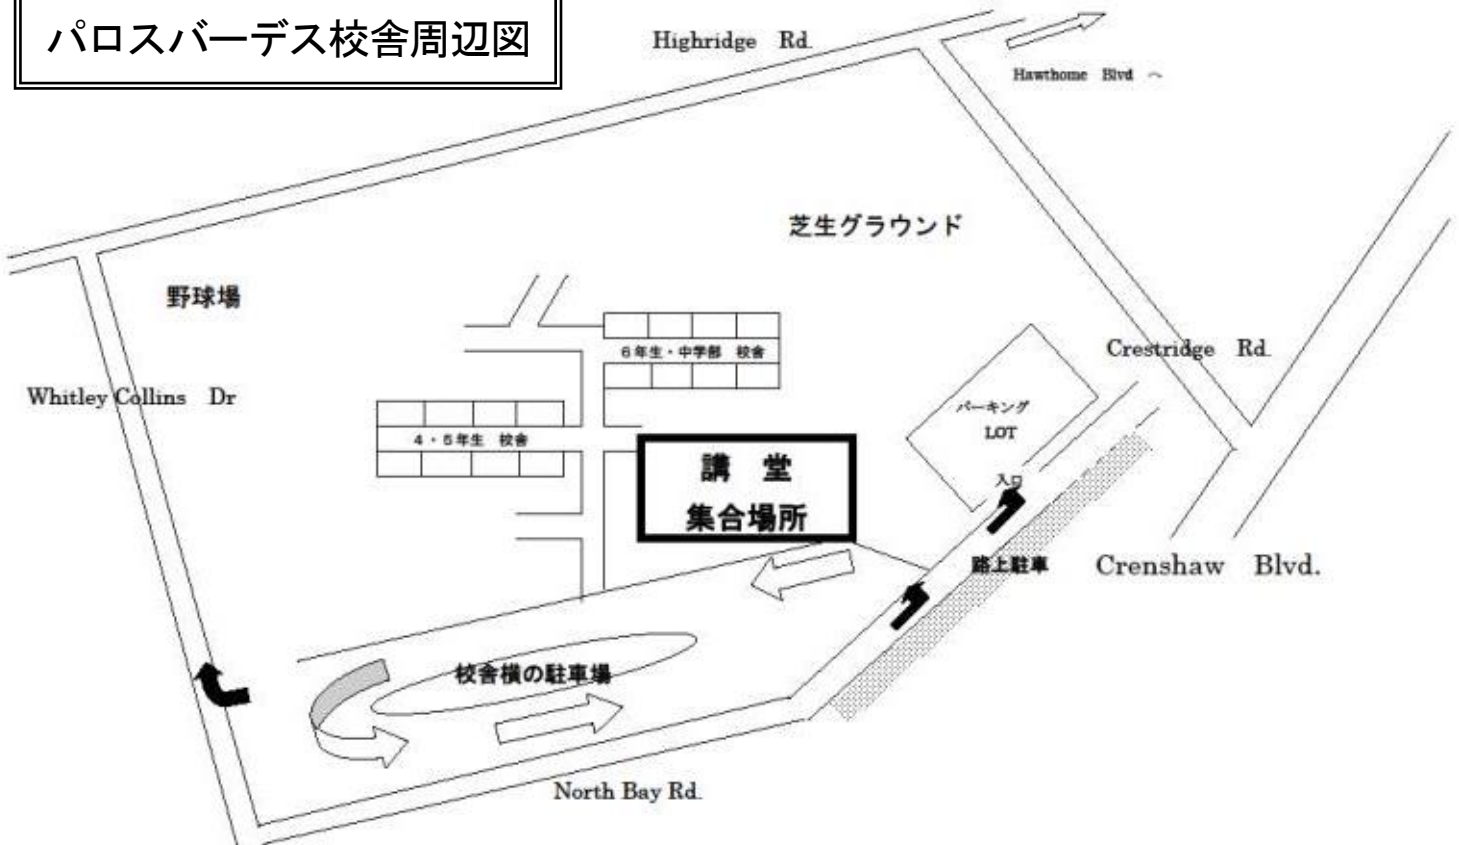 パロスバーデス校舎周辺図
Highridge Rd.
Hawthorne Blvd へ
芝生グラウンド
野球場
6年生・中学部 校舎
Crestridge Rd.
Whitley Collins Dr
パーキング
LOT
4・5年生 校舎
講 堂
集合場所
入口
路上駐車
Crenshaw Blvd.
校舎横の駐車場
North Bay Rd.